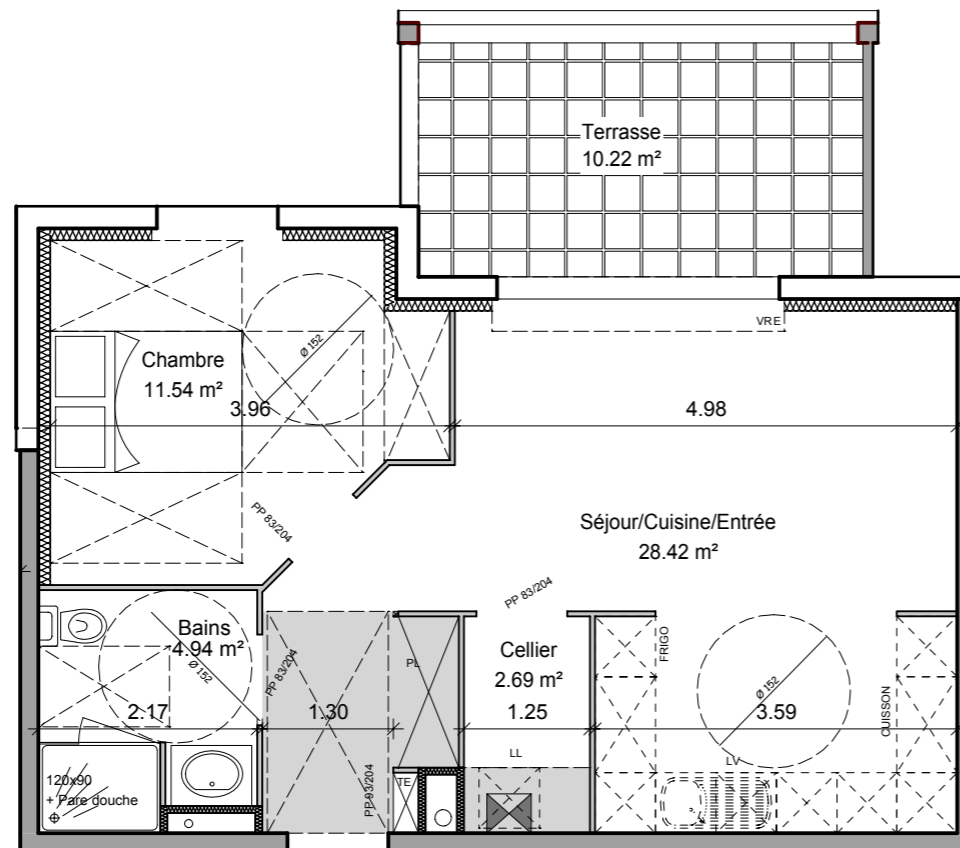 Terrasse
10.22 m²
VRE
Chambre
11.54 m²
Ø 152
3.96
4.98
PP 83/204
Séjour/Cuisine/Entrée
28.42 m²
PP 83/204
Bains
4.94 m²
Ø 152
PP 83/204
PL
Cellier
2.69 m²
FRIGO
Ø 152
CUISSON
2.17
1.30
1.25
3.59
LL
LV
120x90
+ Pare douche
PP 93/204
TE